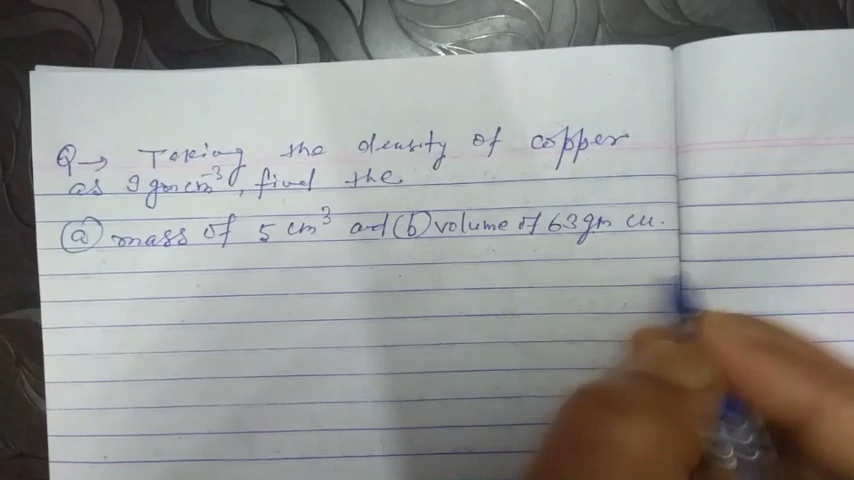 Q→ Taking the density of copper
as 9 gm cm⁻³, find the
(a) mass of 5 cm³ and (b) volume of 63 gm cu.